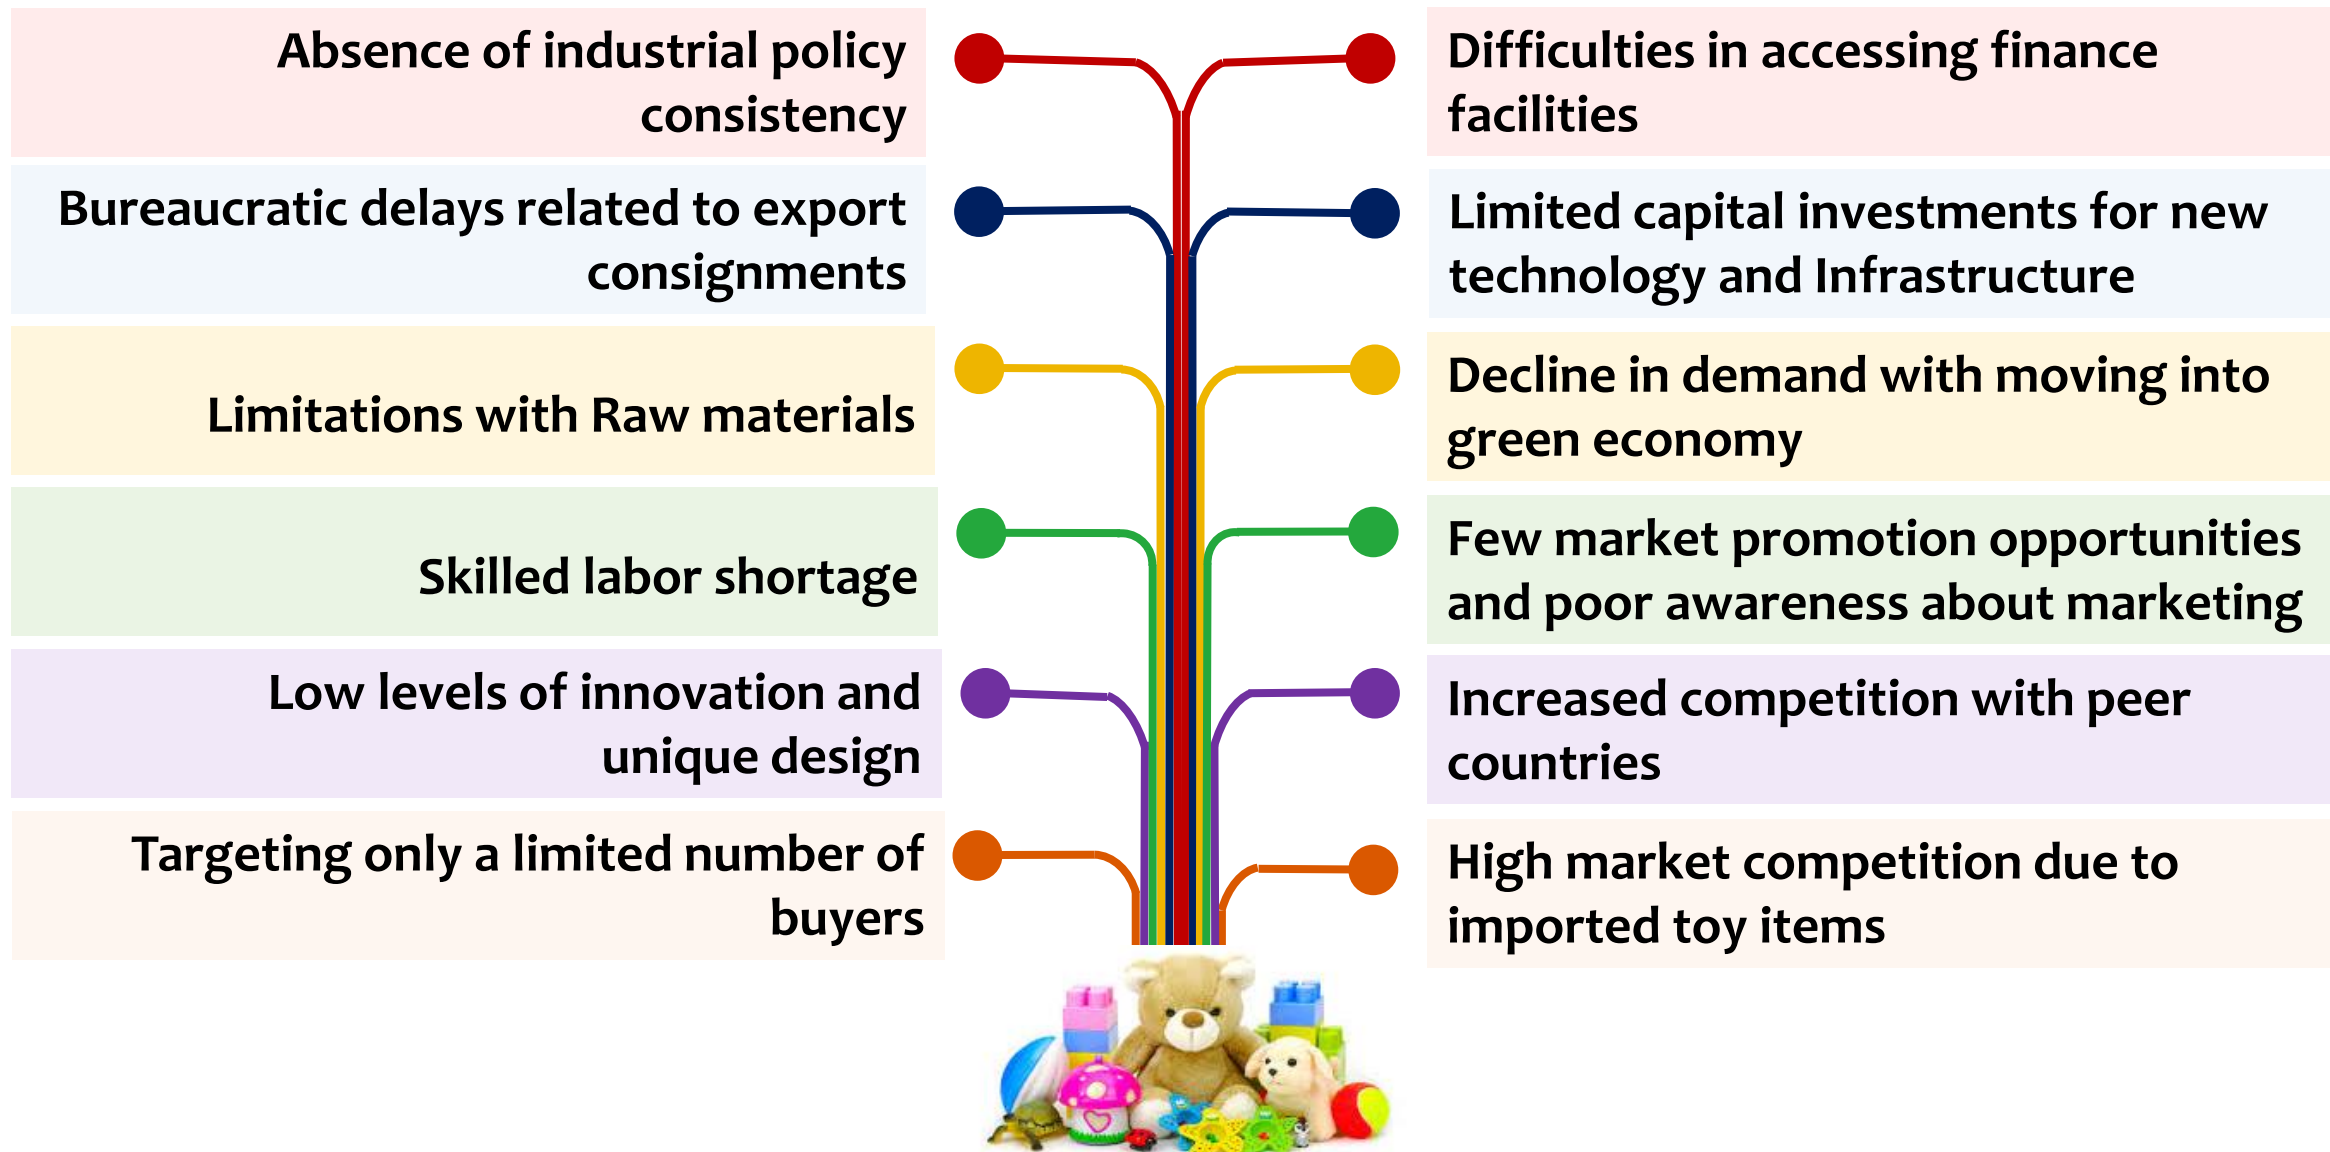 Absence of industrial policy
consistency
Difficulties in accessing finance
facilities
Bureaucratic delays related to export
consignments
Limited capital investments for new
technology and Infrastructure
Limitations with Raw materials
Decline in demand with moving into
green economy
Skilled labor shortage
Few market promotion opportunities
and poor awareness about marketing
Low levels of innovation and
unique design
Increased competition with peer
countries
Targeting only a limited number of
buyers
High market competition due to
imported toy items